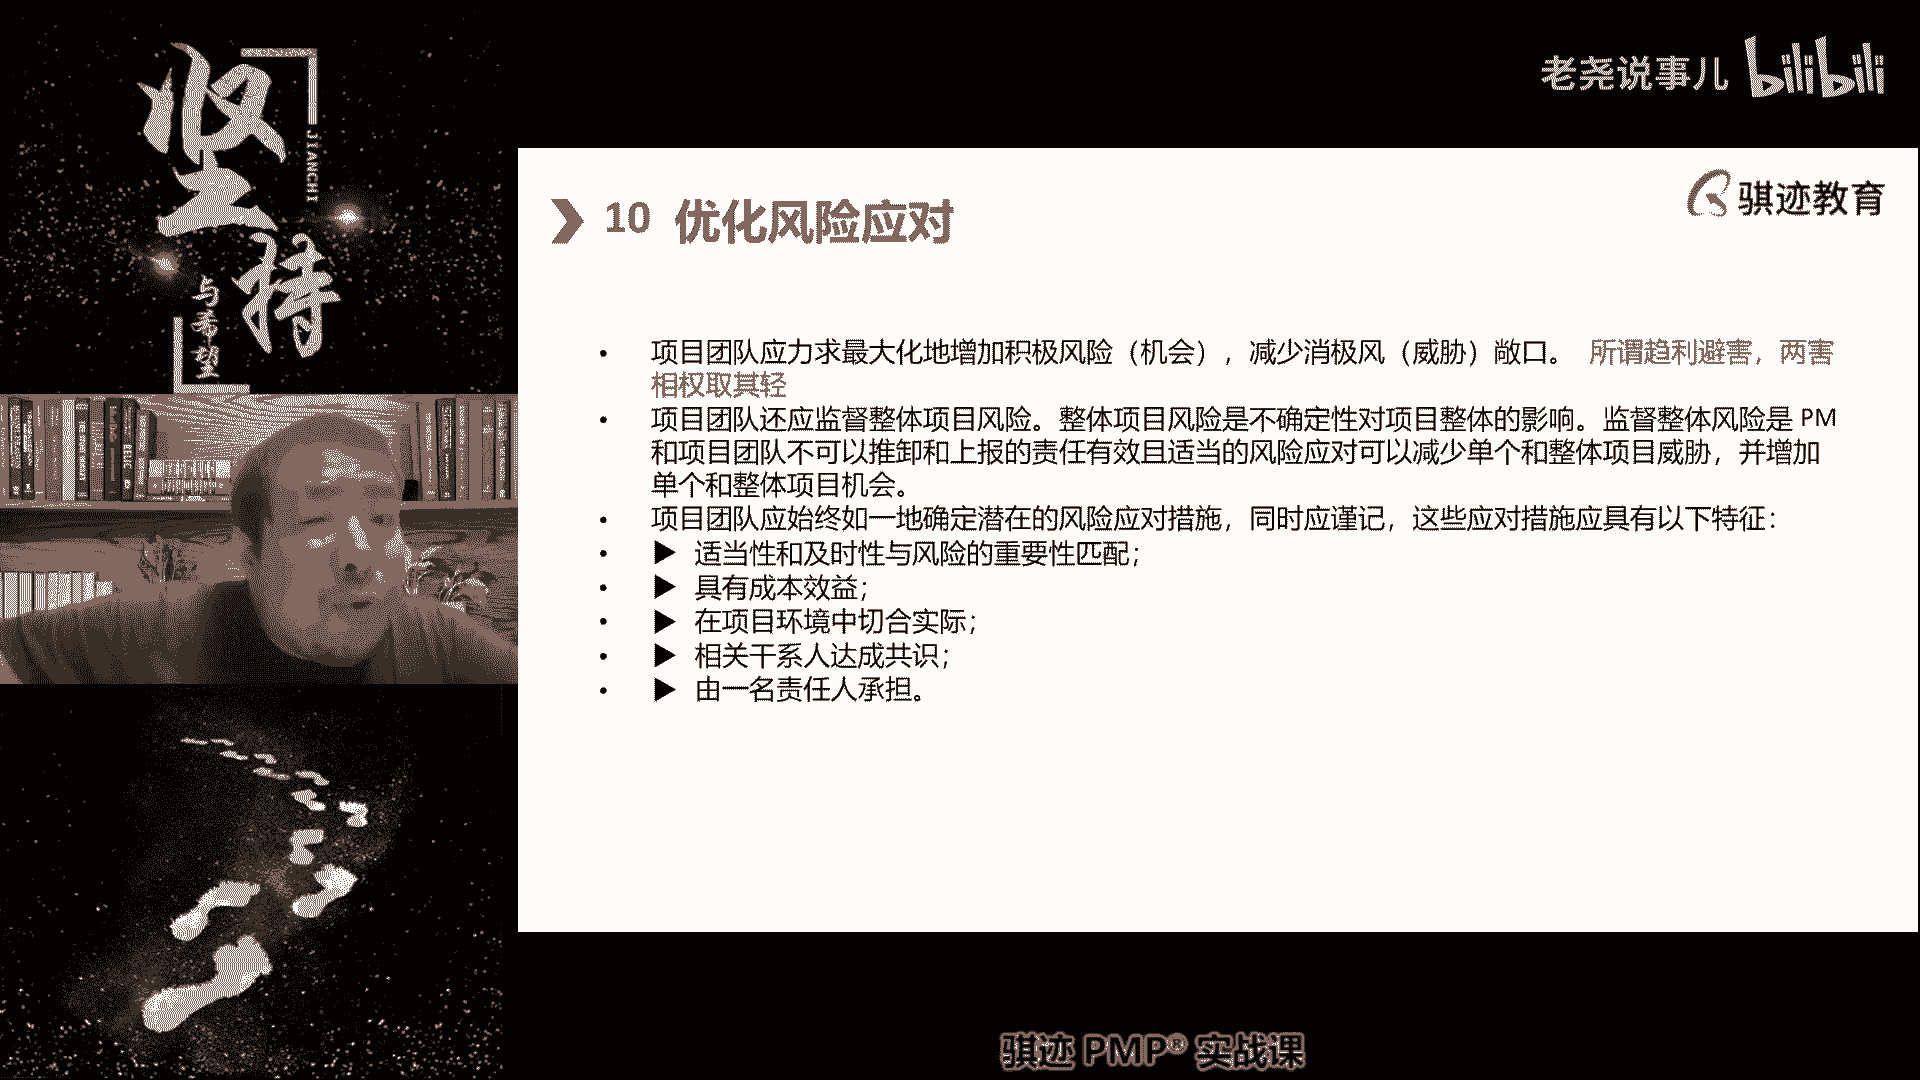 坚持
JIANCHI
与希望
老尧说事儿 bilibili
骐迹教育
10 优化风险应对
• 项目团队应力求最大化地增加积极风险（机会），减少消极风（威胁）敞口。 所谓趋利避害，两害
相权取其轻
• 项目团队还应监督整体项目风险。整体项目风险是不确定性对项目整体的影响。监督整体风险是 PM
和项目团队不可以推卸和上报的责任有效且适当的风险应对可以减少单个和整体项目威胁，并增加
单个和整体项目机会。
• 项目团队应始终如一地确定潜在的风险应对措施，同时应谨记，这些应对措施应具有以下特征：
• ▶ 适当性和及时性与风险的重要性匹配；
• ▶ 具有成本效益；
• ▶ 在项目环境中切合实际；
• ▶ 相关干系人达成共识；
• ▶ 由一名责任人承担。
骐迹 PMP® 实战课